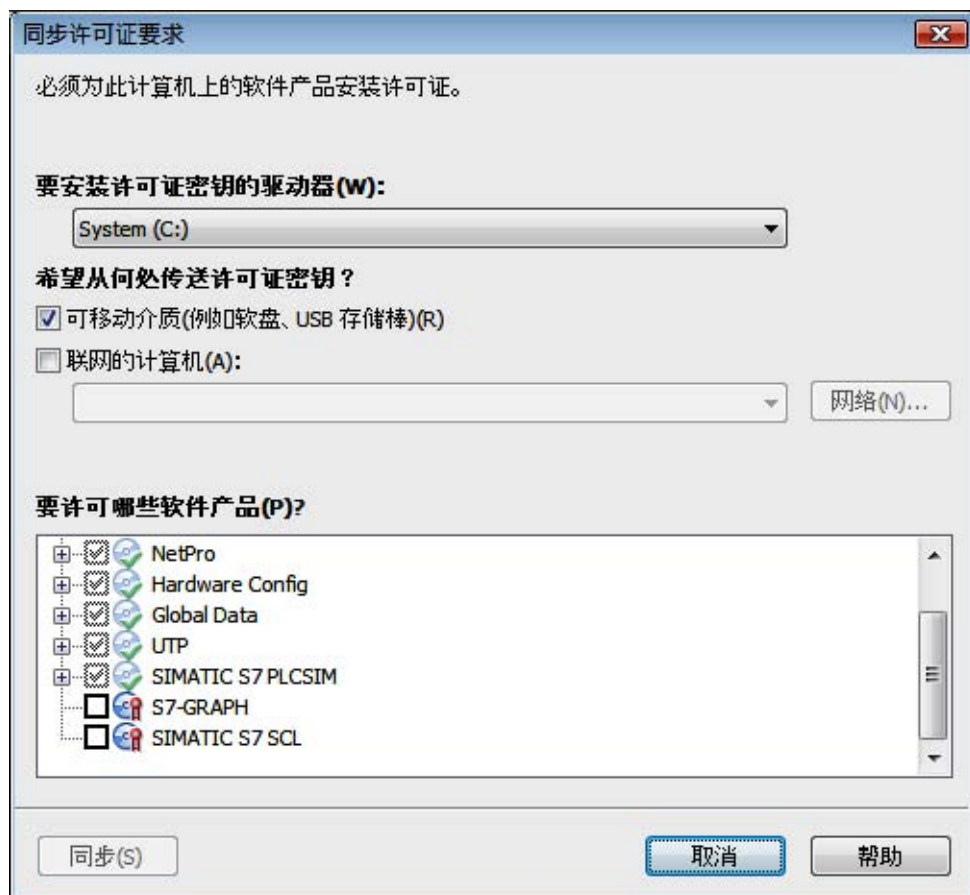 同步许可证要求
必须为此计算机上的软件产品安装许可证。
要安装许可证密钥的驱动器(W):
System (C:)
希望从何处传送许可证密钥？
可移动介质(例如软盘、USB 存储棒)(R)
联网的计算机(A):
网络(N)...
要许可哪些软件产品(P)?
NetPro
Hardware Config
Global Data
UTP
SIMATIC S7 PLCSIM
S7-GRAPH
SIMATIC S7 SCL
同步(S)
取消
帮助